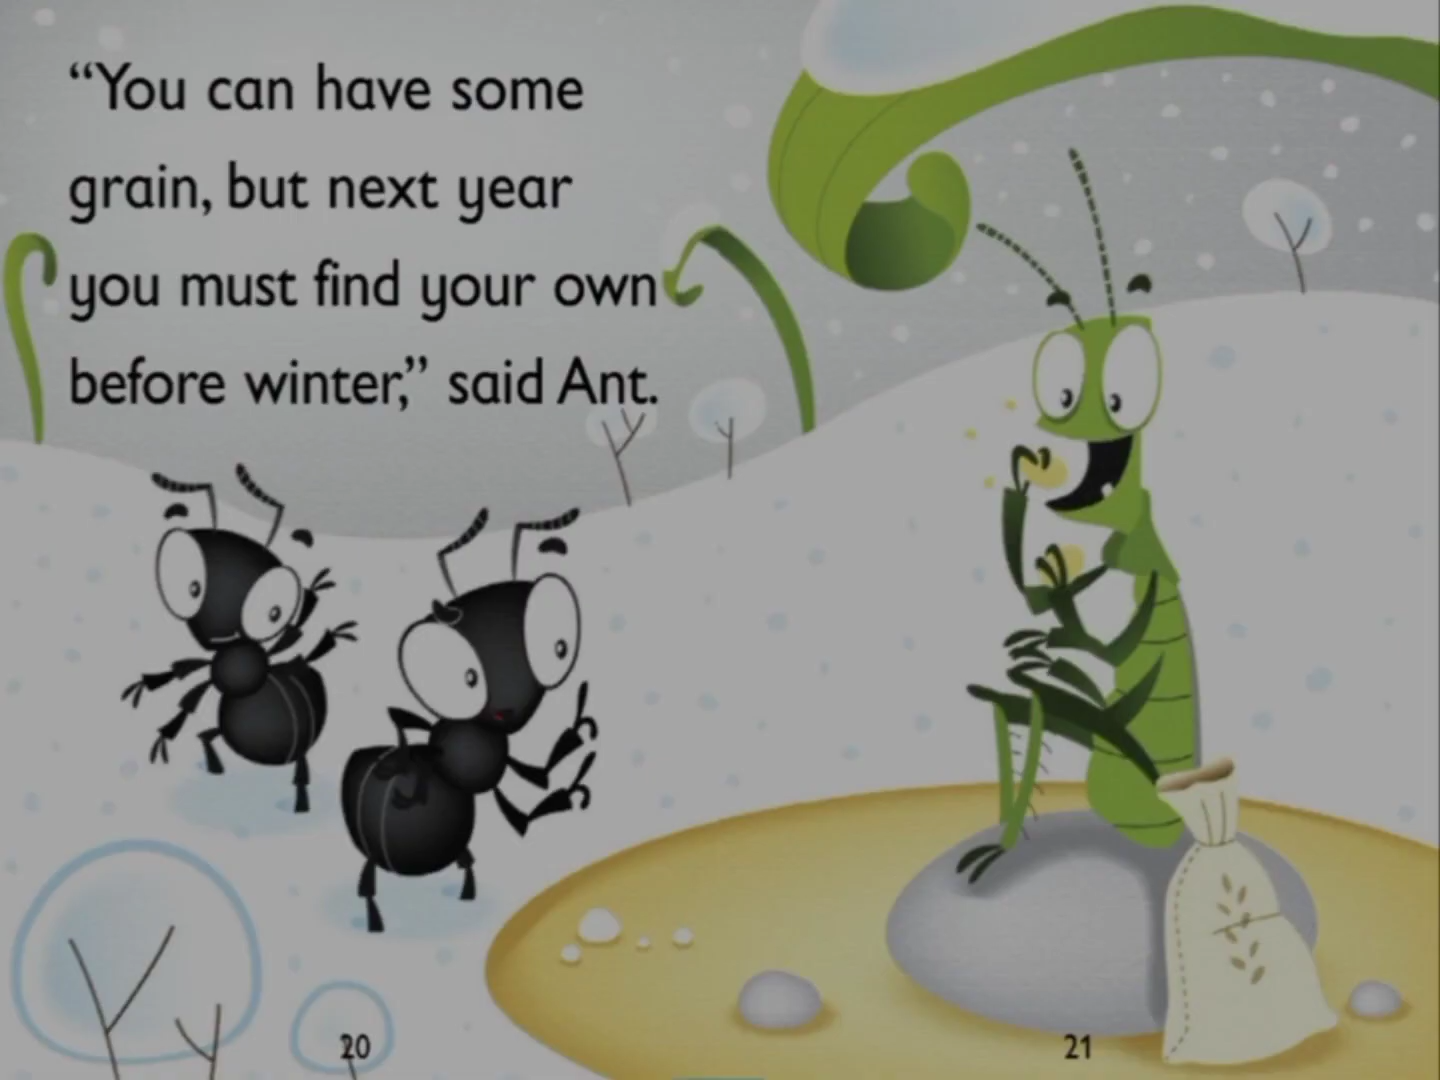 “You can have some
grain, but next year
you must find your own
before winter,” said Ant.
20
21